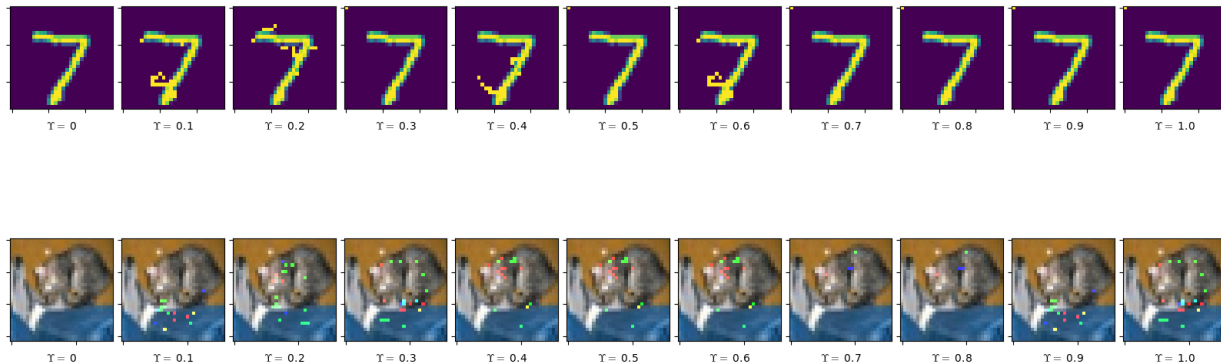 ϒ = 0 ϒ = 0.1 ϒ = 0.2 ϒ = 0.3 ϒ = 0.4 ϒ = 0.5 ϒ = 0.6 ϒ = 0.7 ϒ = 0.8 ϒ = 0.9 ϒ = 1.0
ϒ = 0 ϒ = 0.1 ϒ = 0.2 ϒ = 0.3 ϒ = 0.4 ϒ = 0.5 ϒ = 0.6 ϒ = 0.7 ϒ = 0.8 ϒ = 0.9 ϒ = 1.0